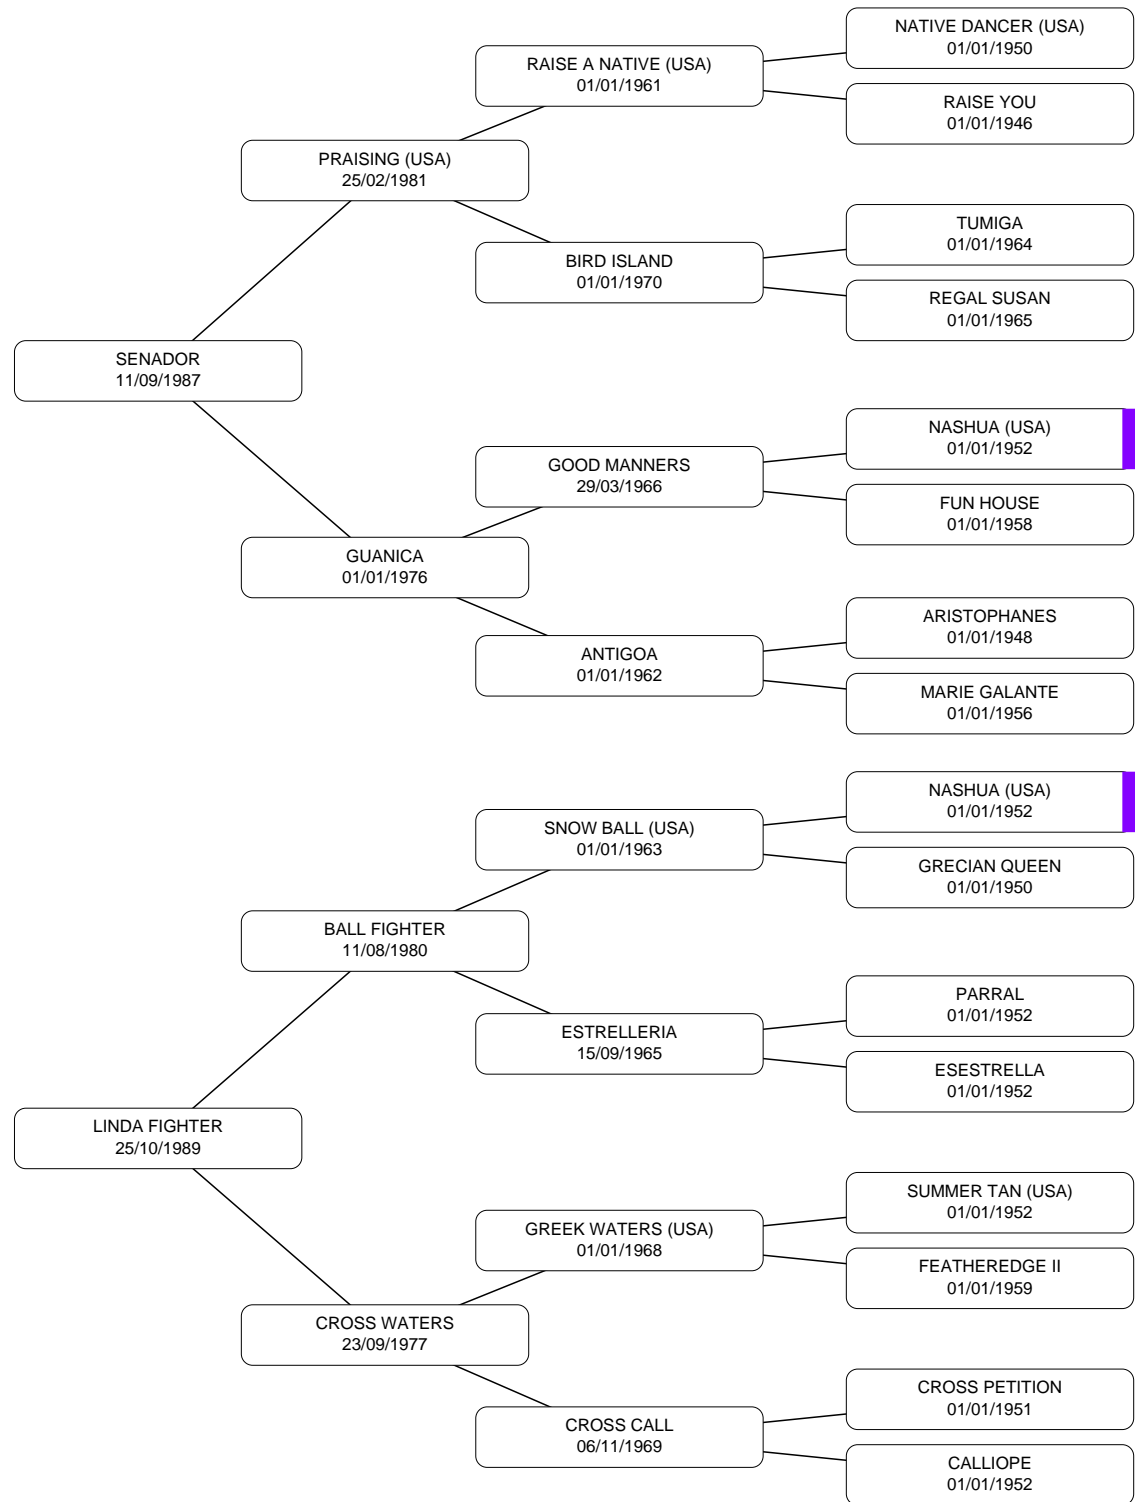 NATIVE DANCER (USA)
01/01/1950
RAISE A NATIVE (USA)
01/01/1961
RAISE YOU
01/01/1946
PRAISING (USA)
25/02/1981
TUMIGA
01/01/1964
BIRD ISLAND
01/01/1970
REGAL SUSAN
01/01/1965
SENADOR
11/09/1987
NASHUA (USA)
01/01/1952
GOOD MANNERS
29/03/1966
FUN HOUSE
01/01/1958
GUANICA
01/01/1976
ARISTOPHANES
01/01/1948
ANTIGOA
01/01/1962
MARIE GALANTE
01/01/1956
NASHUA (USA)
01/01/1952
SNOW BALL (USA)
01/01/1963
GRECIAN QUEEN
01/01/1950
BALL FIGHTER
11/08/1980
PARRAL
01/01/1952
ESTRELLERIA
15/09/1965
ESESTRELLA
01/01/1952
LINDA FIGHTER
25/10/1989
SUMMER TAN (USA)
01/01/1952
GREEK WATERS (USA)
01/01/1968
FEATHEREDGE II
01/01/1959
CROSS WATERS
23/09/1977
CROSS PETITION
01/01/1951
CROSS CALL
06/11/1969
CALLIOPE
01/01/1952